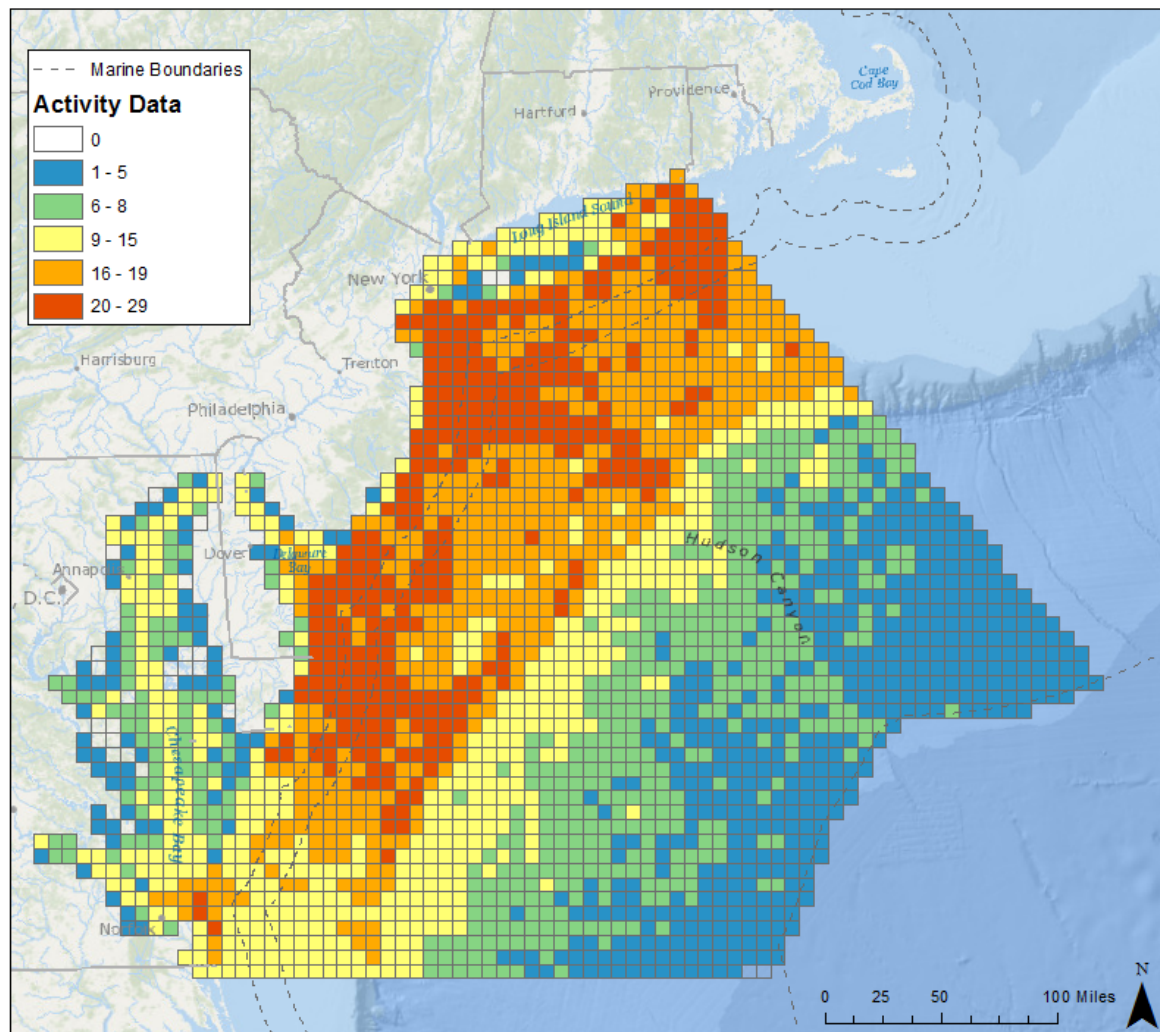 Marine Boundaries
Activity Data
0
1 - 5
6 - 8
9 - 15
16 - 19
20 - 29
Cape
Cod Bay
Providence
Hartford
Long Island Sound
New York
Harrisburg
Trenton
Philadelphia
Hudson Canyon
Dover
Delaware
Bay
Annapolis
, D.C.
Chesapeake Bay
Norfolk
N
0 25 50 100 Miles